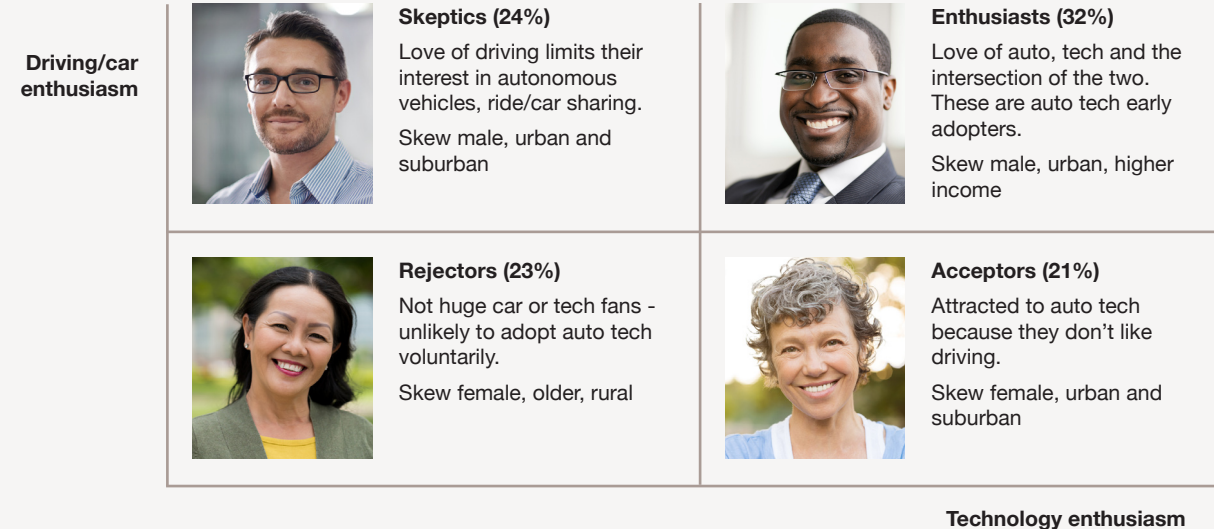 Driving/car
enthusiasm
Skeptics (24%)
Love of driving limits their
interest in autonomous
vehicles, ride/car sharing.
Skew male, urban and
suburban
Enthusiasts (32%)
Love of auto, tech and the
intersection of the two.
These are auto tech early
adopters.
Skew male, urban, higher
income
Rejectors (23%)
Not huge car or tech fans -
unlikely to adopt auto tech
voluntarily.
Skew female, older, rural
Acceptors (21%)
Attracted to auto tech
because they don’t like
driving.
Skew female, urban and
suburban
Technology enthusiasm